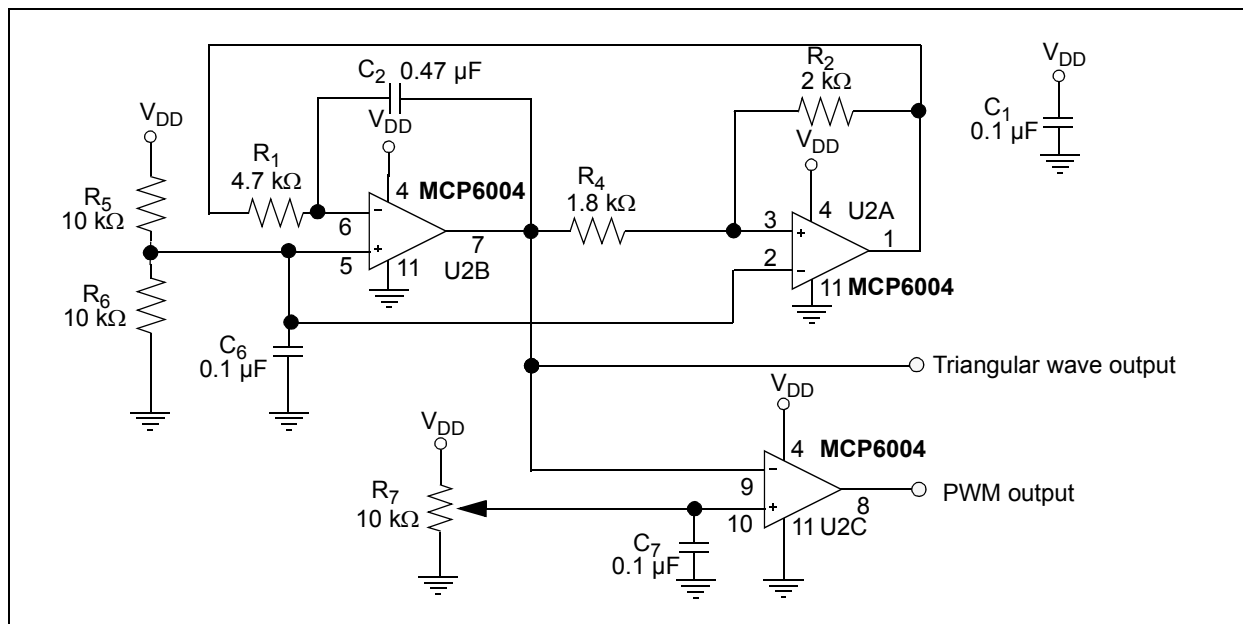 C2 0.47 µF
VDD
R2
2 kΩ
VDD
C1
0.1 µF
VDD
R5
10 kΩ
R1
4.7 kΩ
4
MCP6004
6
5
7
11
U2B
R4
1.8 kΩ
VDD
4
U2A
3
2
1
11
MCP6004
R6
10 kΩ
C6
0.1 µF
Triangular wave output
VDD
R7
10 kΩ
VDD
4
MCP6004
9
10
8
PWM output
11
U2C
C7
0.1 µF
-
+
+
-
-
+